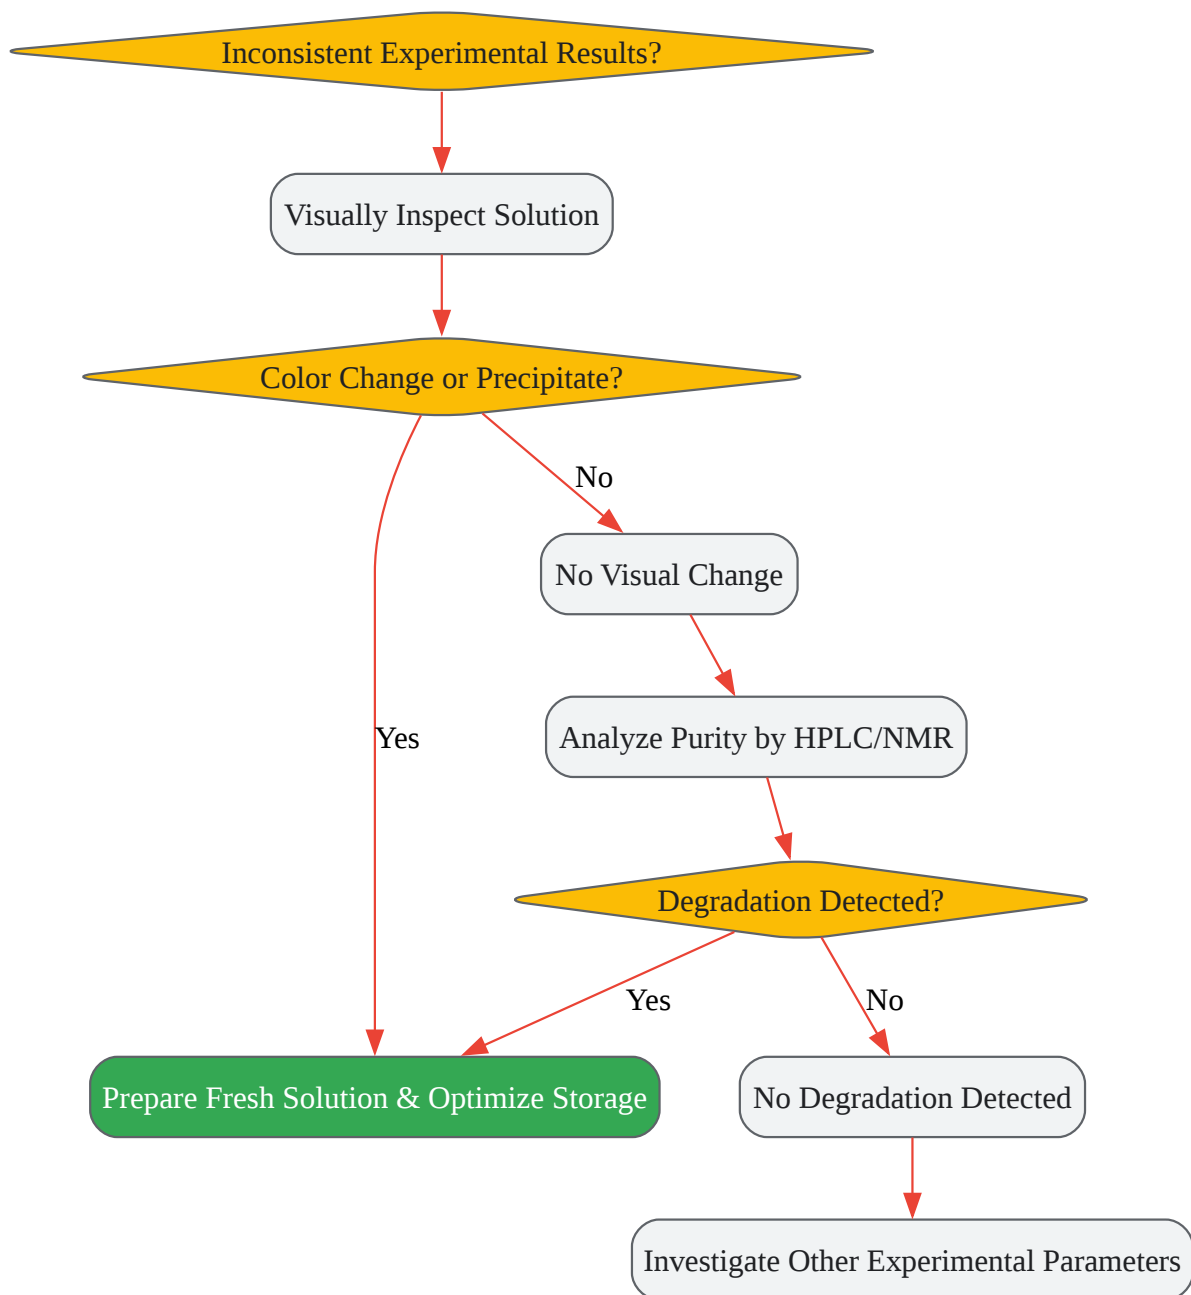 Inconsistent Experimental Results?
Visually Inspect Solution
Color Change or Precipitate?
No
No Visual Change
Analyze Purity by HPLC/NMR
Yes
Degradation Detected?
Yes
No
Prepare Fresh Solution & Optimize Storage
No Degradation Detected
Investigate Other Experimental Parameters